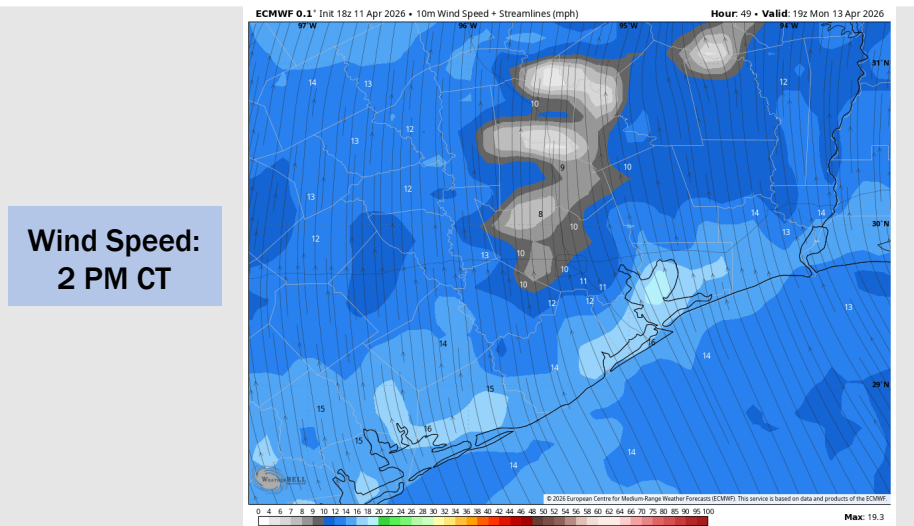 ECMWF 0.1° Init 18z 11 Apr 2026 • 10m Wind Speed + Streamlines (mph)
Hour: 49 • Valid: 19z Mon 13 Apr 2026
97°W 96°W 95°W 94°W
31°N
14 13 12
10
12
13
9 10
12
13
8 14 14
30°N
10 13
12
13 10
10
11
10 11
12 12
13
14 16
14
14
29°N
15
15
16
15
14
14
Wind Speed:
2 PM CT
WeatherBELL
© 2026 European Centre for Medium-Range Weather Forecasts (ECMWF). This service is based on data and products of the ECMWF.
0 2 4 6 8 9 10 12 14 16 18 20 22 24 26 28 30 32 34 36 38 40 42 44 46 48 50 52 54 56 58 60 62 64 66 70 75 80 85 90 95 100
Max: 19.3